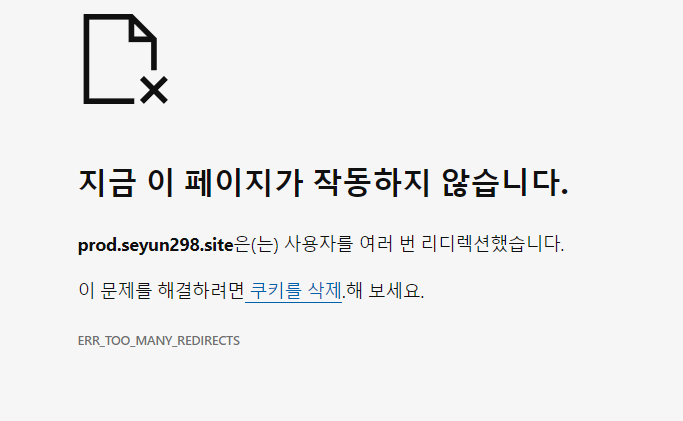 지금 이 페이지가 작동하지 않습니다.
prod.seyun298.site은(는) 사용자를 여러 번 리디렉션했습니다.
이 문제를 해결하려면 쿠키를 삭제.해 보세요.
ERR_TOO_MANY_REDIRECTS